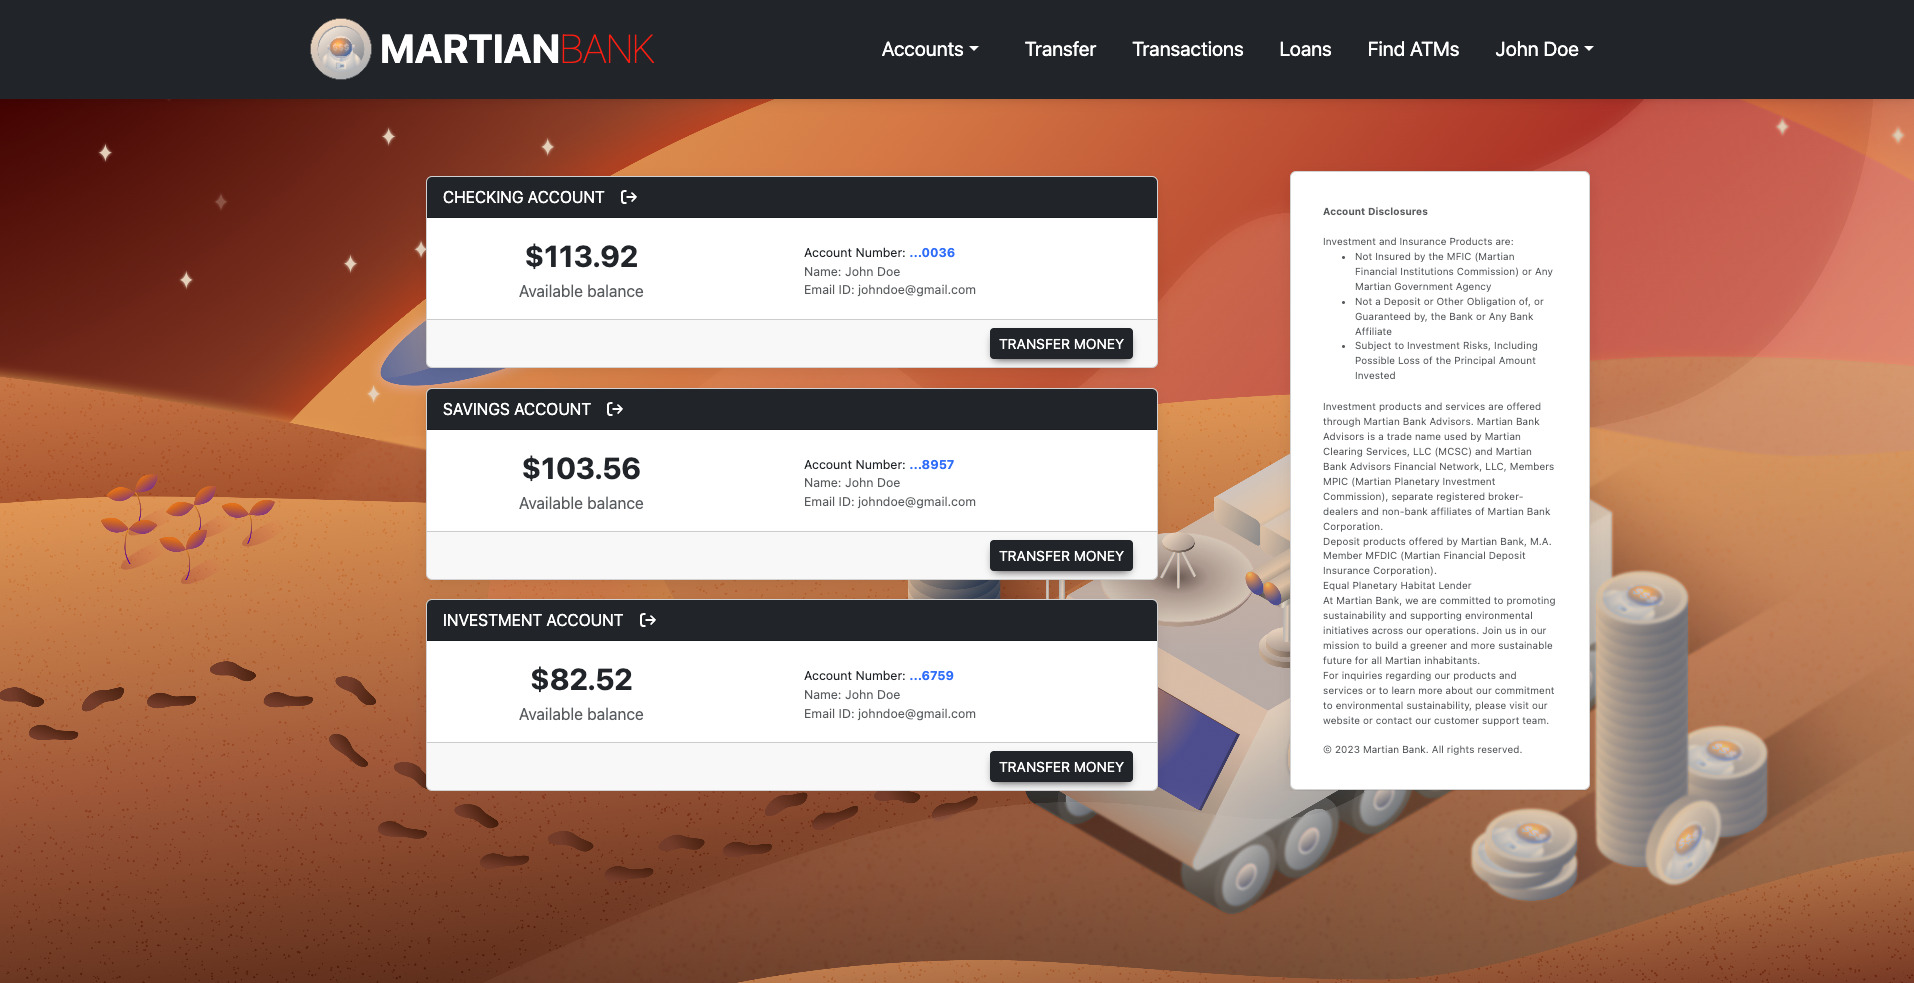 MARTIANBANK
Accounts Transfer Transactions Loans Find ATMs John Doe
CHECKING ACCOUNT
$113.92
Available balance
Account Number: ...0036
Name: John Doe
Email ID: johndoe@gmail.com
TRANSFER MONEY
SAVINGS ACCOUNT
$103.56
Available balance
Account Number: ...8957
Name: John Doe
Email ID: johndoe@gmail.com
TRANSFER MONEY
INVESTMENT ACCOUNT
$82.52
Available balance
Account Number: ...6759
Name: John Doe
Email ID: johndoe@gmail.com
TRANSFER MONEY
Account Disclosures
Investment and Insurance Products are:
• Not Insured by the MFIC (Martian
Financial Institutions Commission) or Any
Martian Government Agency
• Not a Deposit or Other Obligation of, or
Guaranteed by, the Bank or Any Bank
Affiliate
• Subject to Investment Risks, Including
Possible Loss of the Principal Amount
Invested
Investment products and services are offered
through Martian Bank Advisors. Martian Bank
Advisors is a trade name used by Martian
Clearing Services, LLC (MCSC) and Martian
Bank Advisors Financial Network, LLC, Members
MPIC (Martian Planetary Investment
Commission), separate registered broker-
dealers and non-bank affiliates of Martian Bank
Corporation.
Deposit products offered by Martian Bank, M.A.
Member MFDIC (Martian Financial Deposit
Insurance Corporation).
Equal Planetary Habitat Lender
At Martian Bank, we are committed to promoting
sustainability and supporting environmental
initiatives across our operations. Join us in our
mission to build a greener and more sustainable
future for all Martian inhabitants.
For inquiries regarding our products and
services or to learn more about our commitment
to environmental sustainability, please visit our
website or contact our customer support team.
© 2023 Martian Bank. All rights reserved.